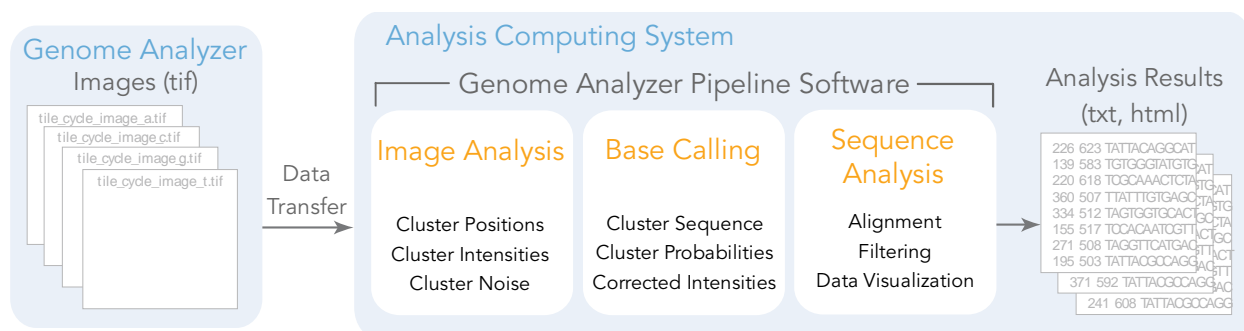 Genome Analyzer
Images (tif)
tile_cycle_image_a.tif
tile_cycle_image_c.tif
tile_cycle_image_g.tif
tile_cycle_image_t.tif
Data
Transfer
Analysis Computing System
Genome Analyzer Pipeline Software
Image Analysis
Cluster Positions
Cluster Intensities
Cluster Noise
Base Calling
Cluster Sequence
Cluster Probabilities
Corrected Intensities
Sequence
Analysis
Alignment
Filtering
Data Visualization
Analysis Results
(txt, html)
226 623 TATTACAGGCAT
139 583 TGTGGGTATGTG
220 618 TCGCAAACTCTA
360 507 TTATTTGTGAGC
334 512 TAGTGGTGCACT
155 517 TCCACAATCGTT
271 508 TAGGTTCATGAC
195 503 TATTACGCCAGG
371 592 TATTACGCCAGG
241 608 TATTACGCCAGG